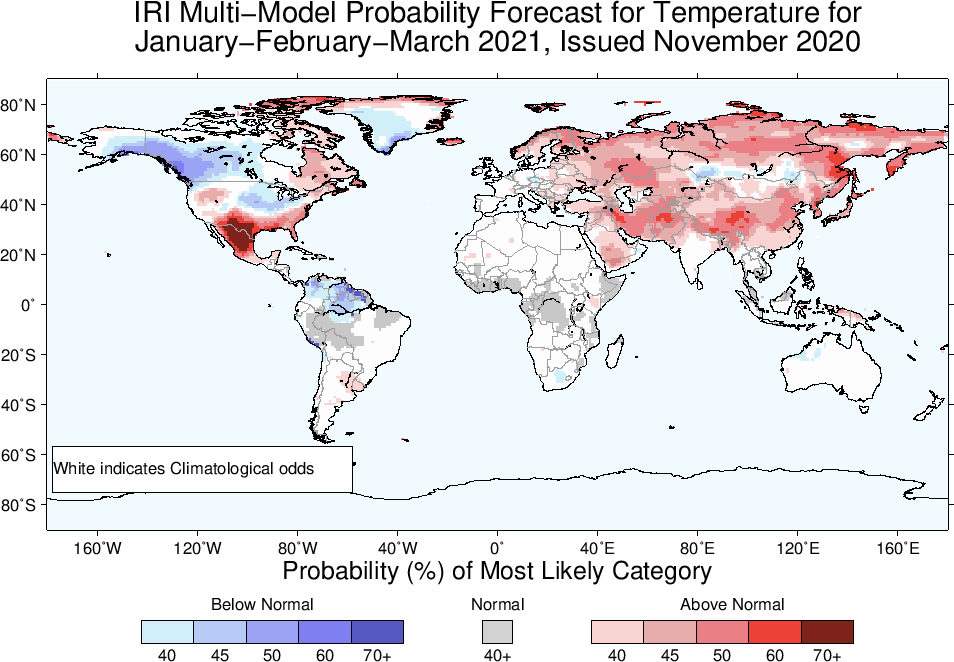 IRI Multi−Model Probability Forecast for Temperature for
January−February−March 2021, Issued November 2020
80˚N
60˚N
40˚N
20˚N
0˚
20˚S
40˚S
60˚S
80˚S
White indicates Climatological odds
160˚W 120˚W 80˚W 40˚W 0˚ 40˚E 80˚E 120˚E 160˚E
Probability (%) of Most Likely Category
Below Normal Normal Above Normal
40 45 50 60 70+ 40+ 40 45 50 60 70+